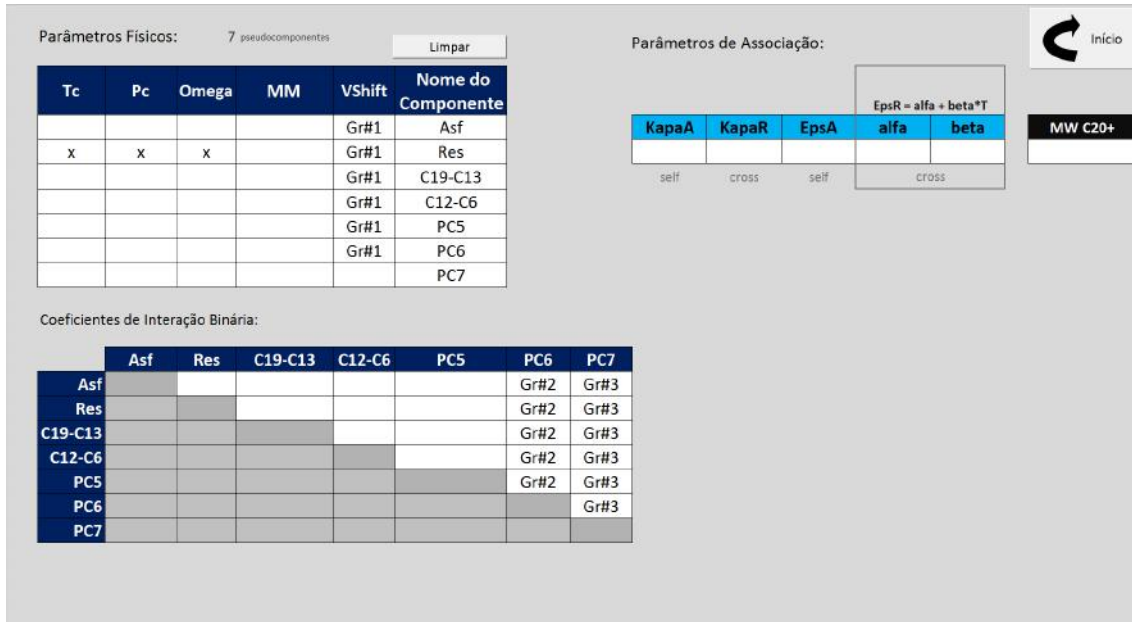 Parâmetros Físicos: 7 pseudocomponentes
Limpar
Tc Pc Omega MM VShift Nome do Componente
Gr#1 Asf
x x x Gr#1 Res
Gr#1 C19-C13
Gr#1 C12-C6
Gr#1 PC5
Gr#1 PC6
PC7
Parâmetros de Associação:
Início
EpsR = alfa + beta*T
KapaA KapaR EpsA alfa beta MW C20+
self cross self cross
Coeficientes de Interação Binária:
Asf Res C19-C13 C12-C6 PC5 PC6 PC7
Asf Gr#2 Gr#3
Res Gr#2 Gr#3
C19-C13 Gr#2 Gr#3
C12-C6 Gr#2 Gr#3
PC5 Gr#2 Gr#3
PC6 Gr#3
PC7